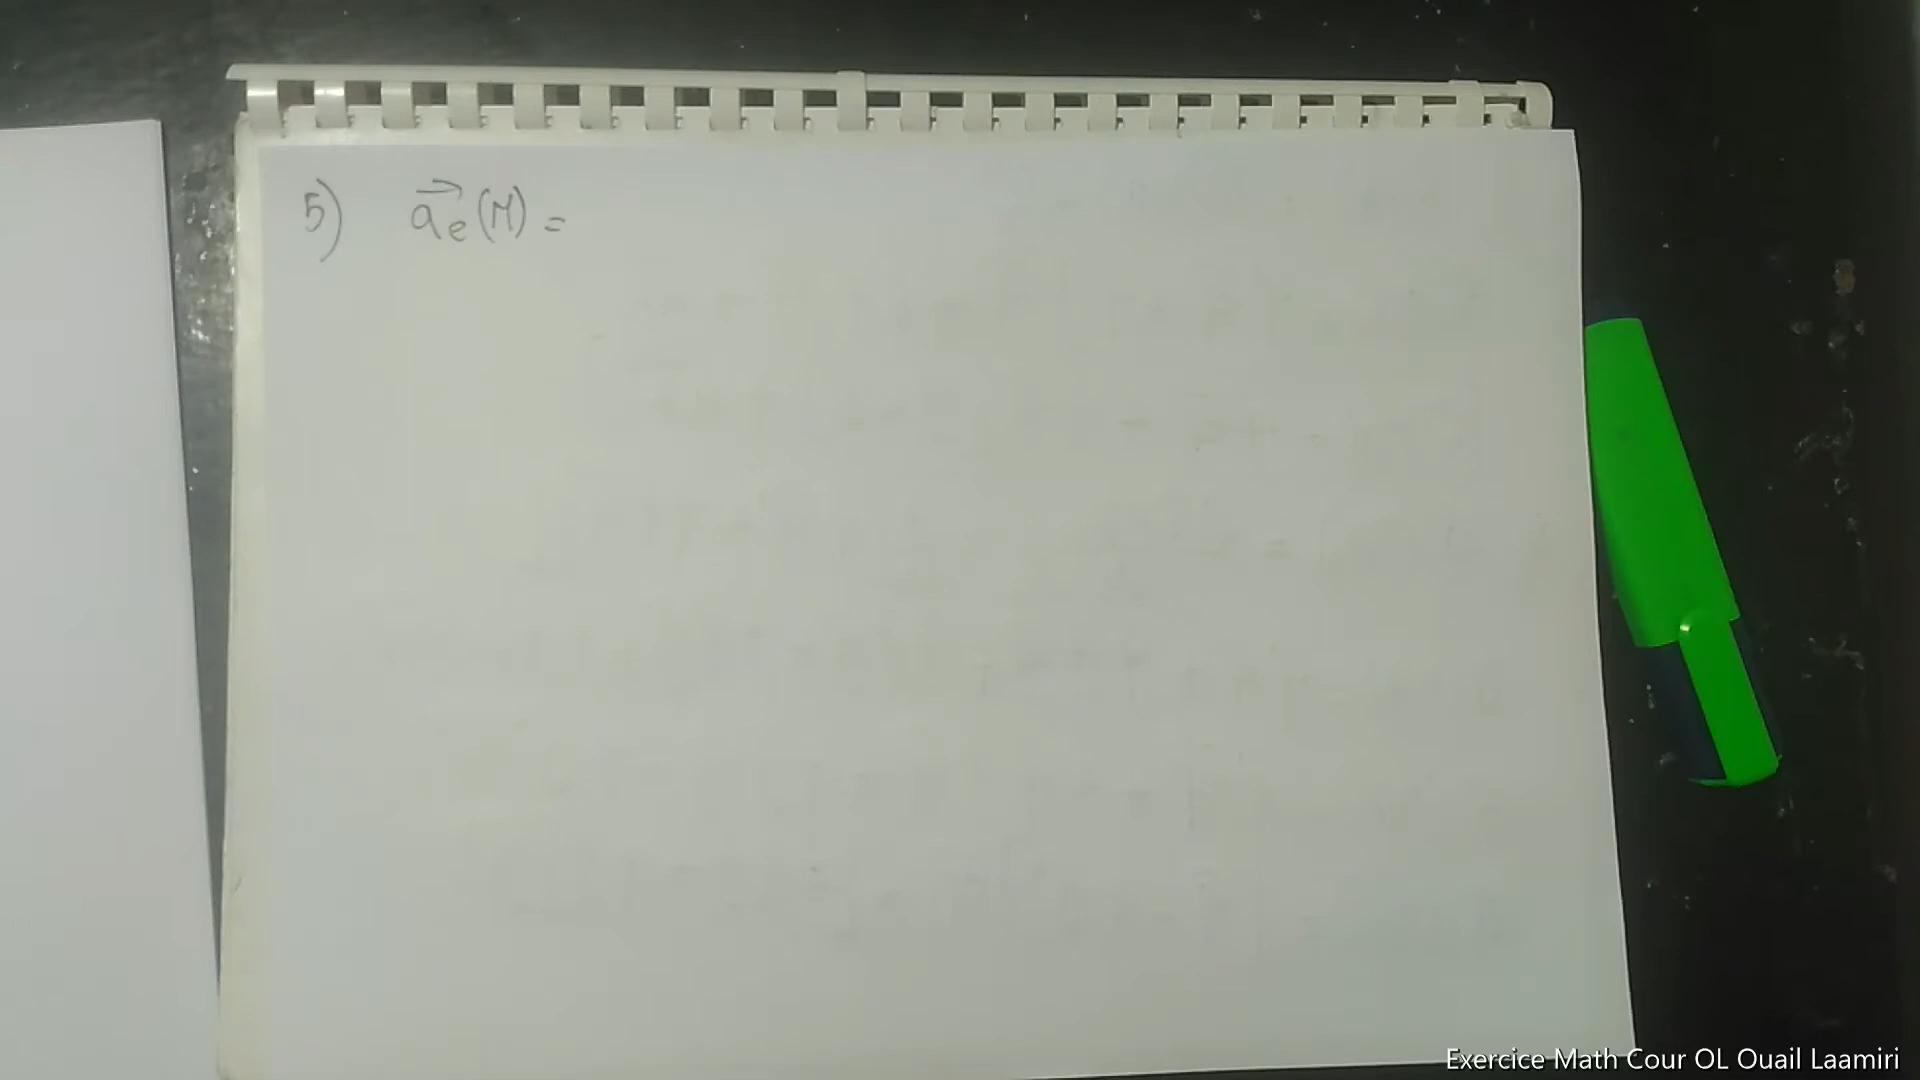 5) a⃗e(M) =
Exercice Math Cour OL Ouail Laamiri